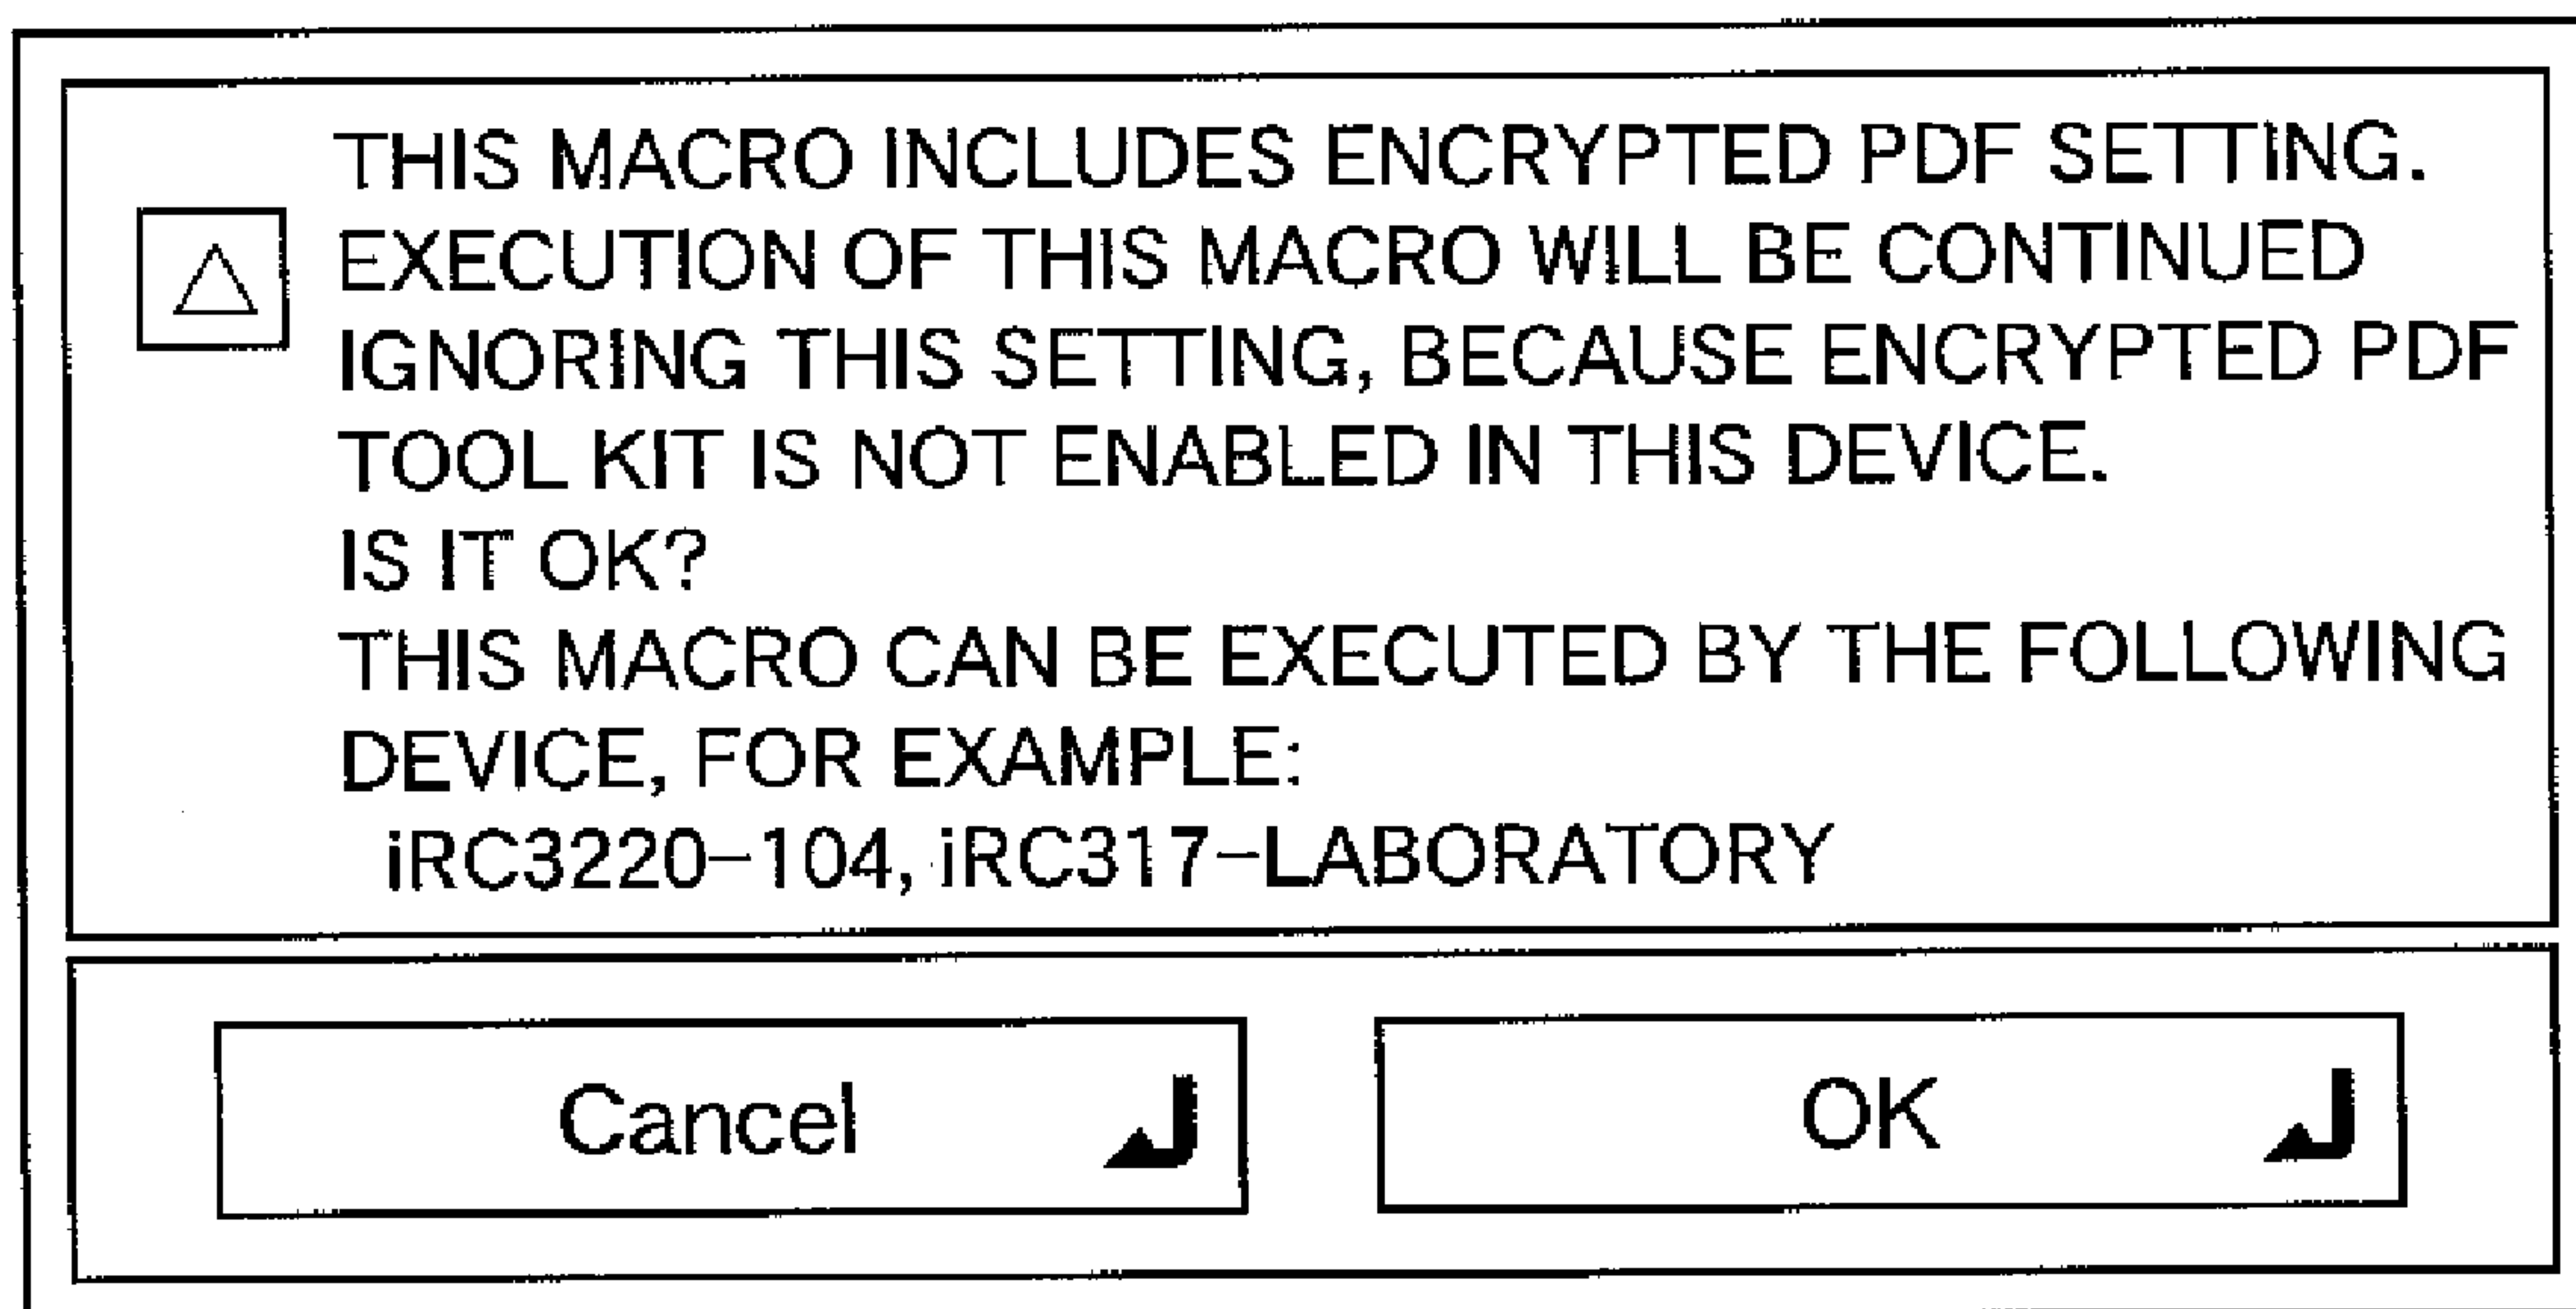 THIS MACRO INCLUDES ENCRYPTED PDF SETTING.
EXECUTION OF THIS MACRO WILL BE CONTINUED
IGNORING THIS SETTING, BECAUSE ENCRYPTED PDF
TOOL KIT IS NOT ENABLED IN THIS DEVICE.
IS IT OK?
THIS MACRO CAN BE EXECUTED BY THE FOLLOWING
DEVICE, FOR EXAMPLE:
iRC3220-104, iRC317-LABORATORY
Cancel
OK